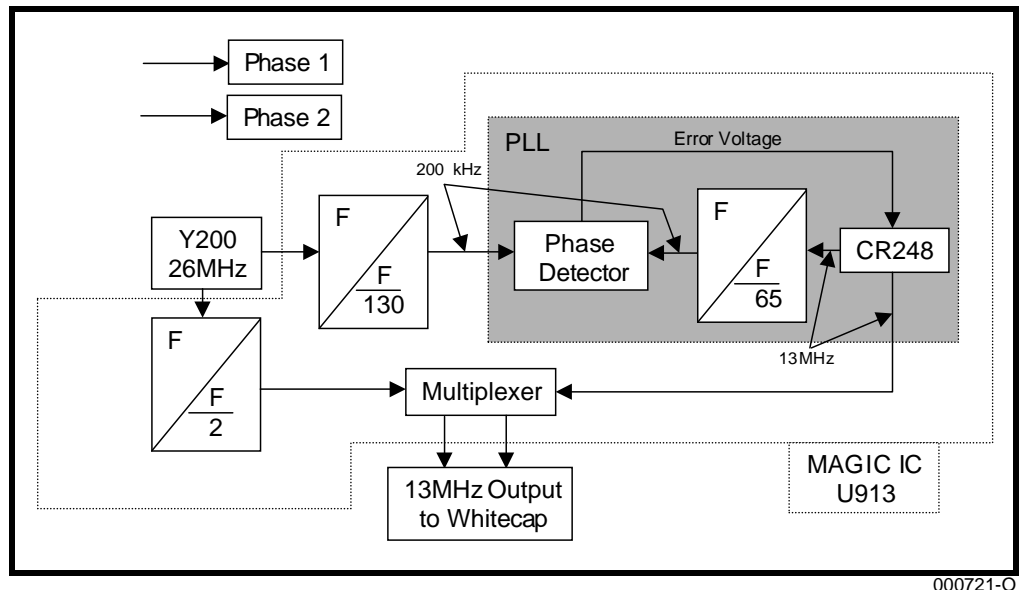 Phase 1
Phase 2
PLL
Error Voltage
200 kHz
Y200
26MHz
F
F
130
Phase
Detector
F
F
65
CR248
13MHz
F
F
2
Multiplexer
13MHz Output
to Whitecap
MAGIC IC
U913
000721-O